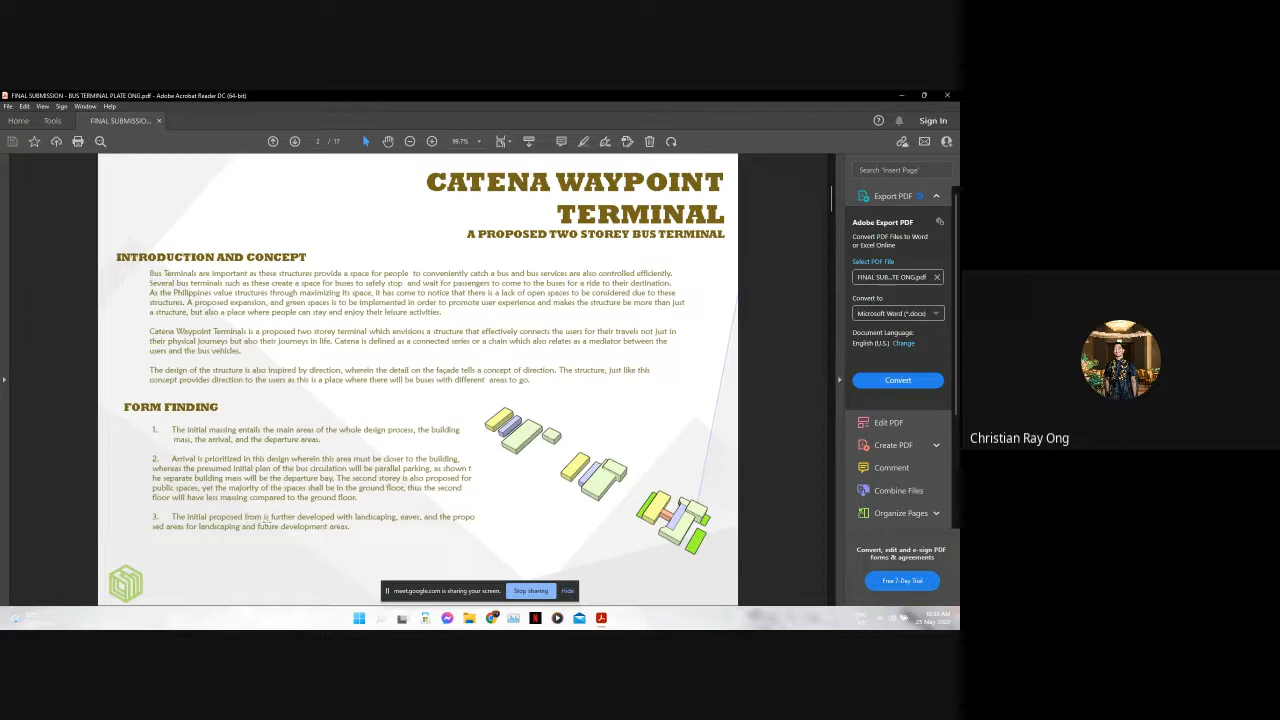 FINAL SUBMISSION - BUS TERMINAL PLATE ONG.pdf - Adobe Acrobat Reader DC (64-bit)
File Edit View Sign Window Help
Home Tools FINAL SUBMISSIO... × Sign In
2 / 17 99.7%
Search 'Insert Page'
CATENA WAYPOINT
TERMINAL
A PROPOSED TWO STOREY BUS TERMINAL
INTRODUCTION AND CONCEPT
Bus Terminals are important as these structures provide a space for people to conveniently catch a bus and bus services are also controlled efficiently.
Several bus terminals such as these create a space for buses to safely stop and wait for passengers to come to the buses for a ride to their destination.
As the Philippines value structures through maximizing its space, it has come to notice that there is a lack of open spaces to be considered due to these
structures. A proposed expansion, and green spaces is to be implemented in order to promote user experience and makes the structure be more than just
a structure, but also a place where people can stay and enjoy their leisure activities.
Catena Waypoint Terminals is a proposed two storey terminal which envisions a structure that effectively connects the users for their travels not just in
their physical journeys but also their journeys in life. Catena is defined as a connected series or a chain which also relates as a mediator between the
users and the bus vehicles.
The design of the structure is also inspired by direction, wherein the detail on the façade tells a concept of direction. The structure, just like this
concept provides direction to the users as this is a place where there will be buses with different areas to go.
FORM FINDING
1. The initial massing entails the main areas of the whole design process, the building
mass, the arrival, and the departure areas.
2. Arrival is prioritized in this design wherein this area must be closer to the building,
whereas the presumed initial plan of the bus circulation will be parallel parking, as shown t
he separate building mass will be the departure bay. The second storey is also proposed for
public spaces, yet the majority of the spaces shall be in the ground floor, thus the second
floor will have less massing compared to the ground floor.
3. The initial proposed from is further developed with landscaping, eaves, and the propo
sed areas for landscaping and future development areas.
Export PDF
Adobe Export PDF
Convert PDF Files to Word
or Excel Online
Select PDF File
FINAL SUB...TE ONG.pdf ×
Convert to
Microsoft Word (*.docx)
Document Language:
English (U.S.) Change
Convert
Edit PDF
Create PDF
Comment
Combine Files
Organize Pages
Convert, edit and e-sign PDF
forms & agreements
Free 7-Day Trial
meet.google.com is sharing your screen. Stop sharing Hide
10:39 AM
25 May 2022
Christian Ray Ong